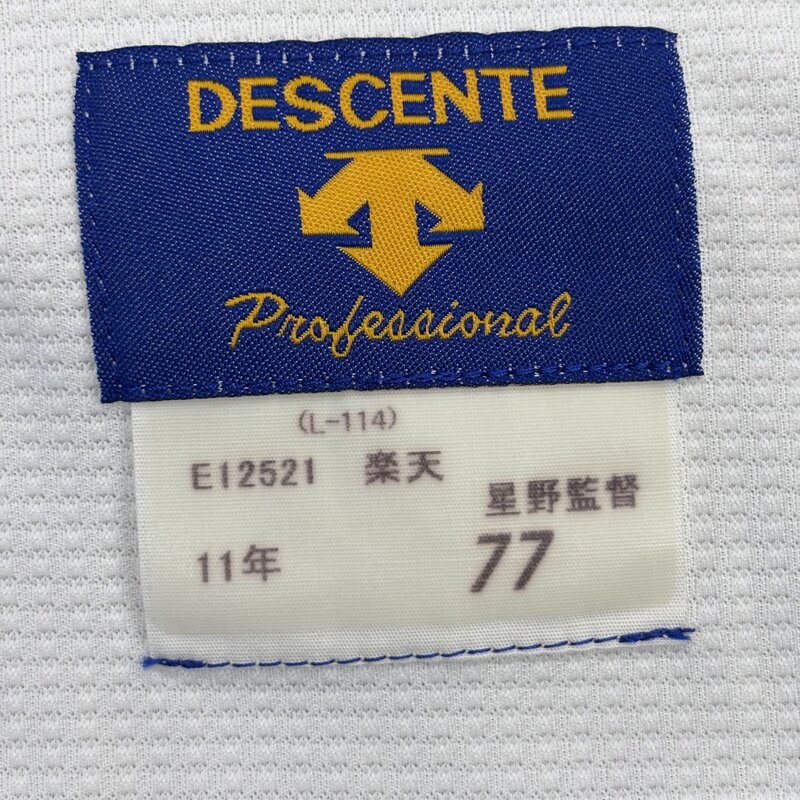 DESCENTE
Professional
(L-114)
E12521 楽天
星野監督
11年 77